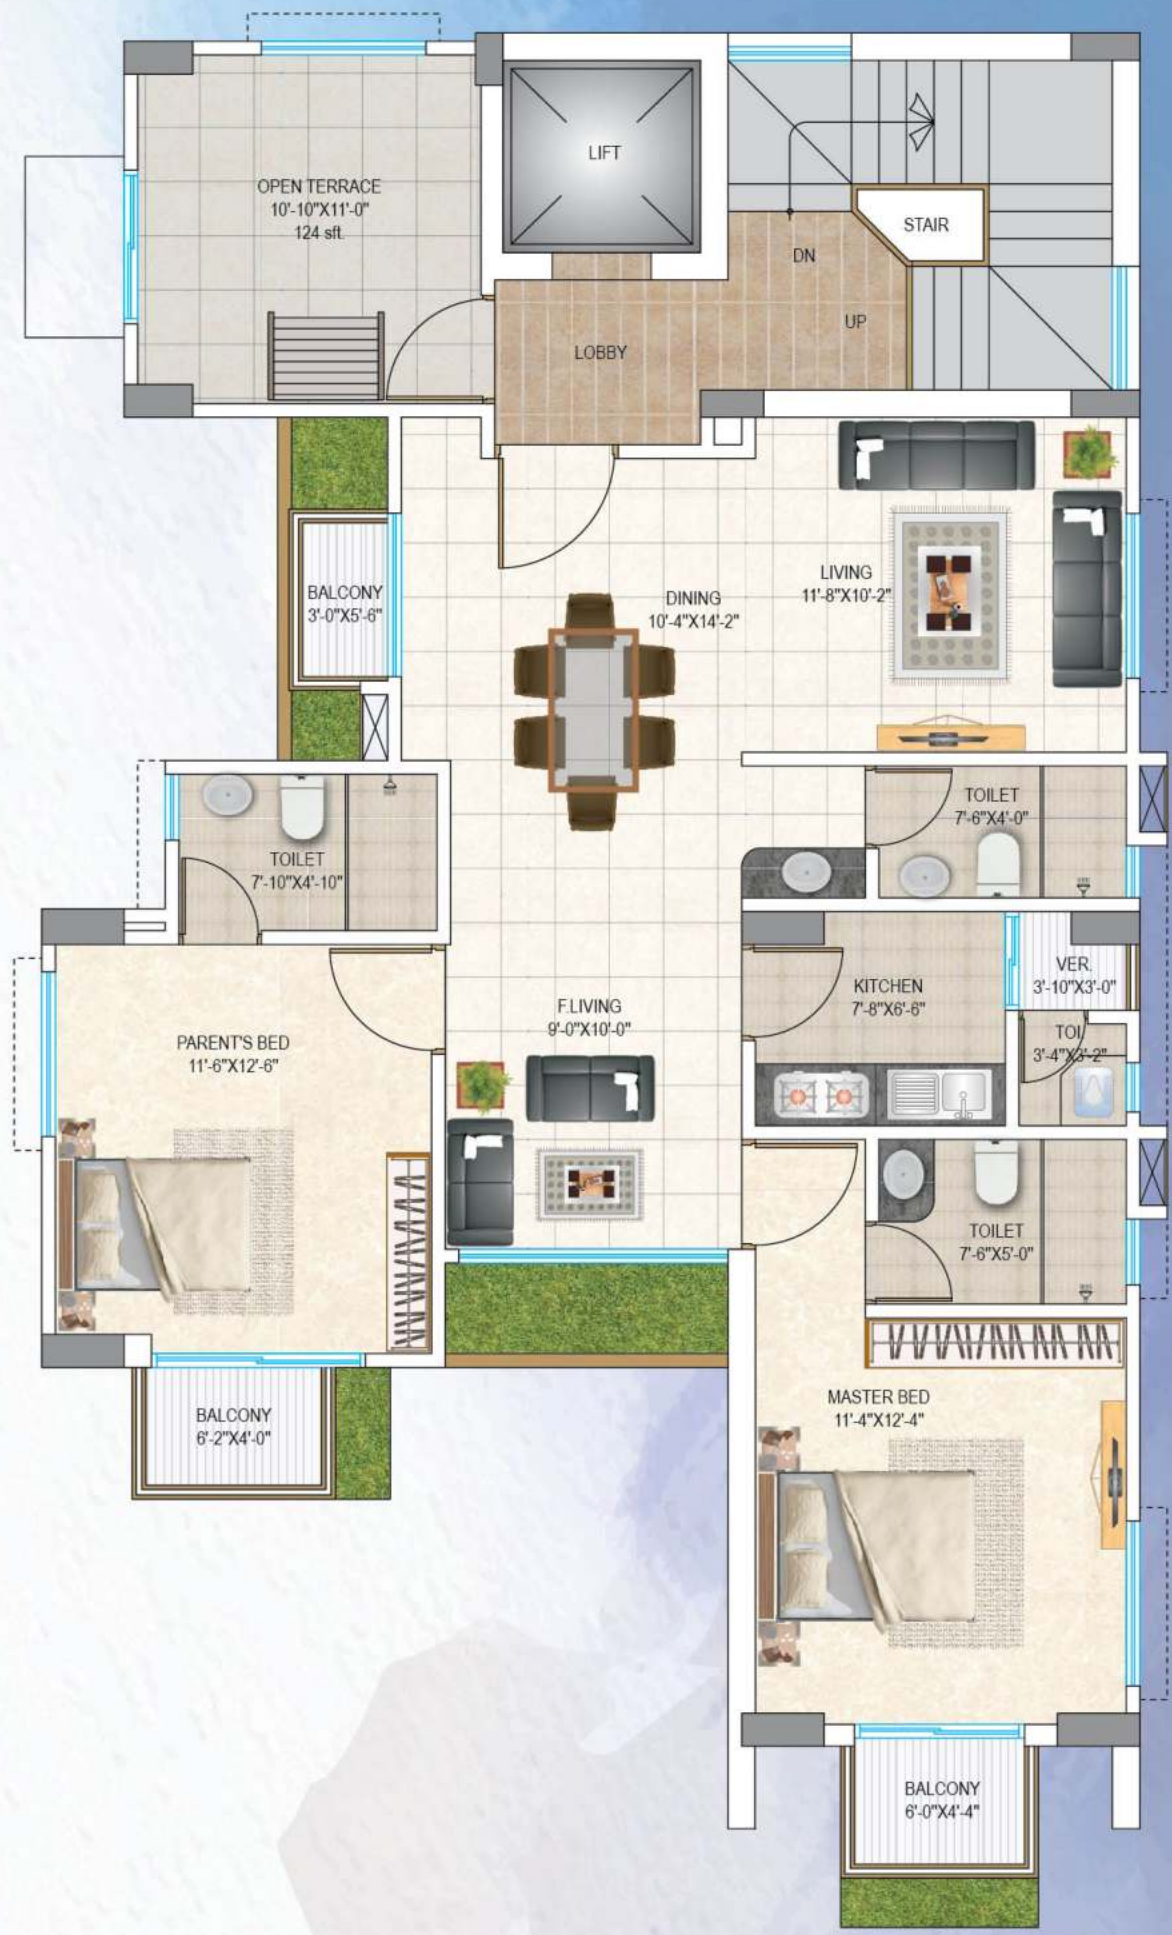 LIFT
OPEN TERRACE
10'-10"X11'-0"
124 sft.
STAIR
DN
UP
LOBBY
BALCONY
3'-0"X5'-6"
DINING
10'-4"X14'-2"
LIVING
11'-8"X10'-2"
TOILET
7'-6"X4'-0"
TOILET
7'-10"X4'-10"
KITCHEN
7'-8"X6'-6"
VER.
3'-10"X3'-0"
F.LIVING
9'-0"X10'-0"
TOI.
3'-4"X3'-2"
PARENT'S BED
11'-6"X12'-6"
TOILET
7'-6"X5'-0"
MASTER BED
11'-4"X12'-4"
BALCONY
6'-2"X4'-0"
BALCONY
6'-0"X4'-4"